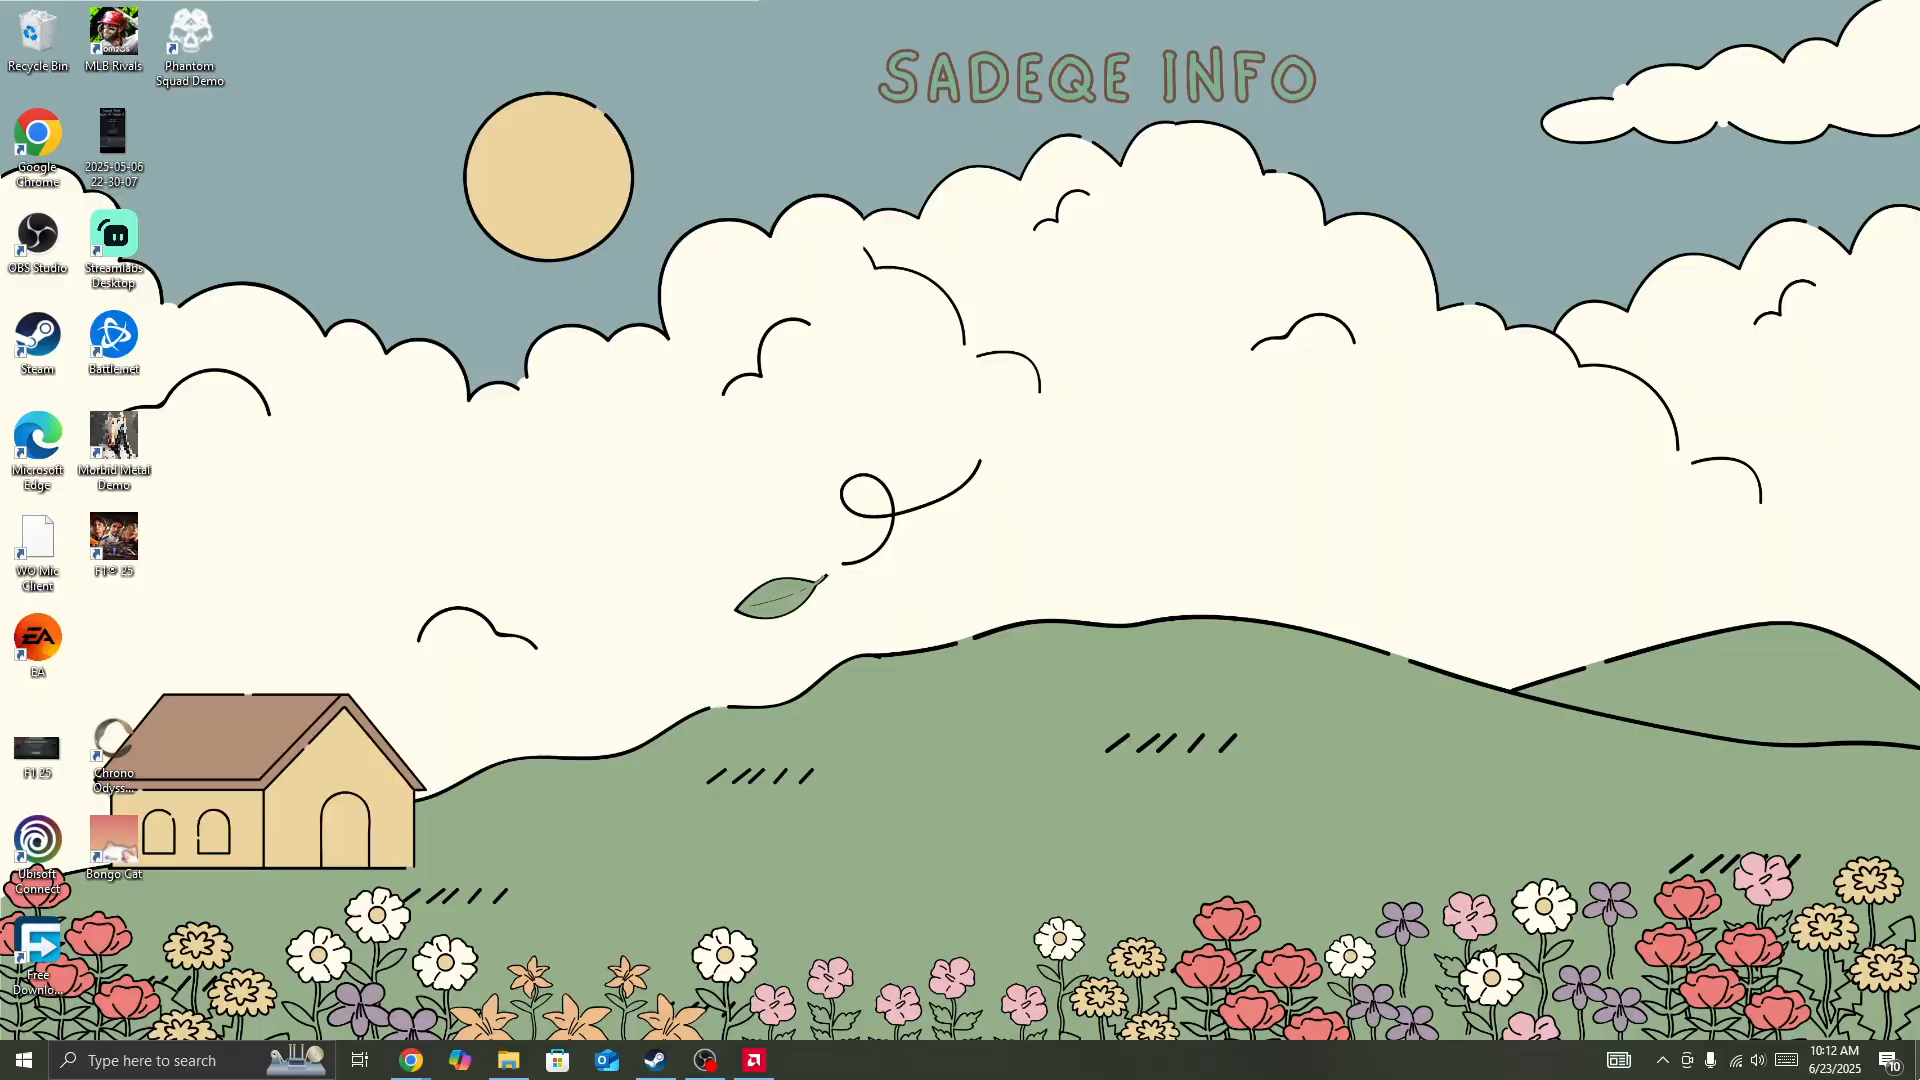 SADEQE INFO
Recycle Bin
MLB Rivals
Phantom
Squad Demo
Google
Chrome
2025-05-06
22-30-07
OBS Studio
Streamlabs
Desktop
Steam
Battle.net
Microsoft
Edge
Morbid Metal
Demo
WO Mic
Client
F1® 25
EA
EA
F1 25
Chrono
Odyss...
Ubisoft
Connect
Bongo Cat
Free
Downlo...
Type here to search
10:12 AM
6/23/2025
10